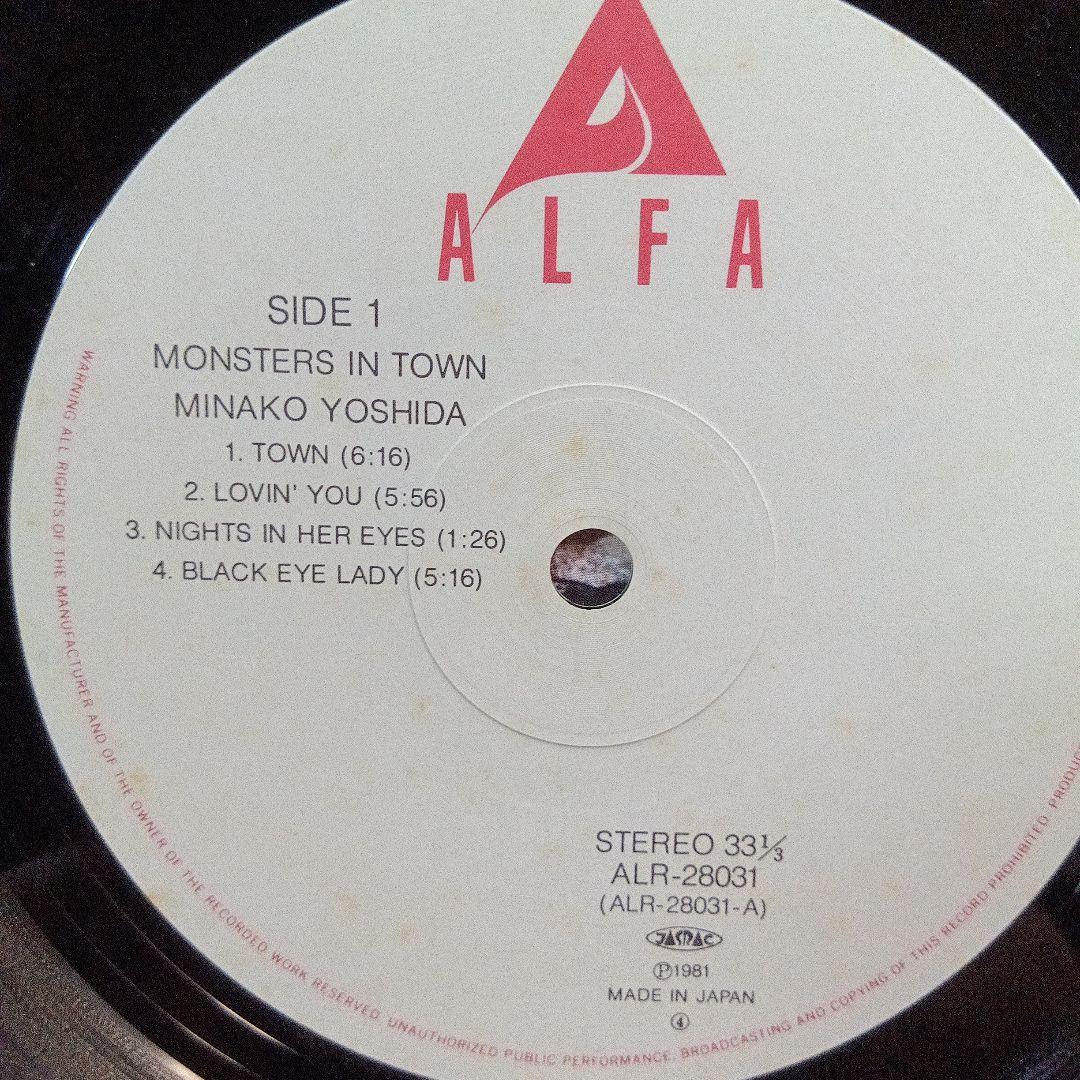 ALFA
SIDE 1
MONSTERS IN TOWN
MINAKO YOSHIDA
1. TOWN (6:16)
2. LOVIN' YOU (5:56)
3. NIGHTS IN HER EYES (1:26)
4. BLACK EYE LADY (5:16)
STEREO 33⅓
ALR-28031
(ALR-28031-A)
JASRAC
Ⓟ1981
MADE IN JAPAN
④
WARNING ALL RIGHTS OF THE MANUFACTURER AND OF THE OWNER OF THE RECORDED WORK RESERVED. UNAUTHORIZED PUBLIC PERFORMANCE. BROADCASTING AND COPYING OF THIS RECORD PROHIBITED.